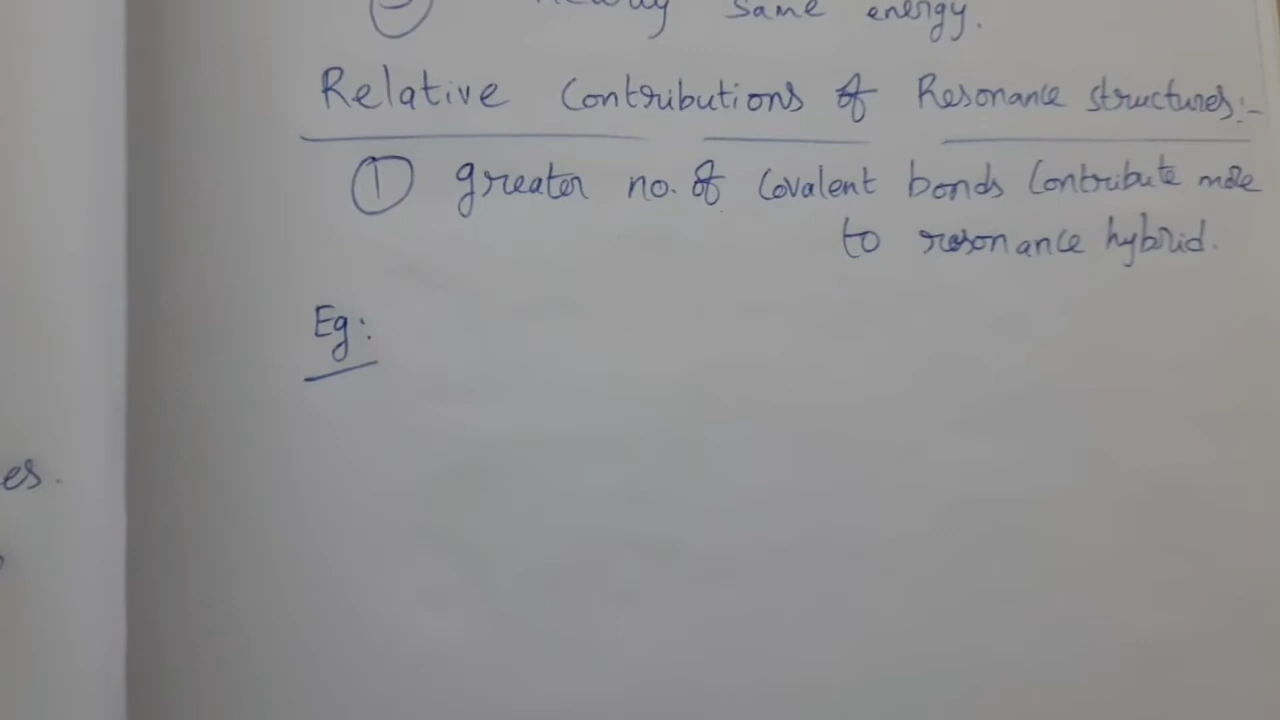 same energy.
Relative Contributions of Resonance structures:-
① greater no. of Covalent bonds Contribute more
to resonance hybrid.
Eg:
es.